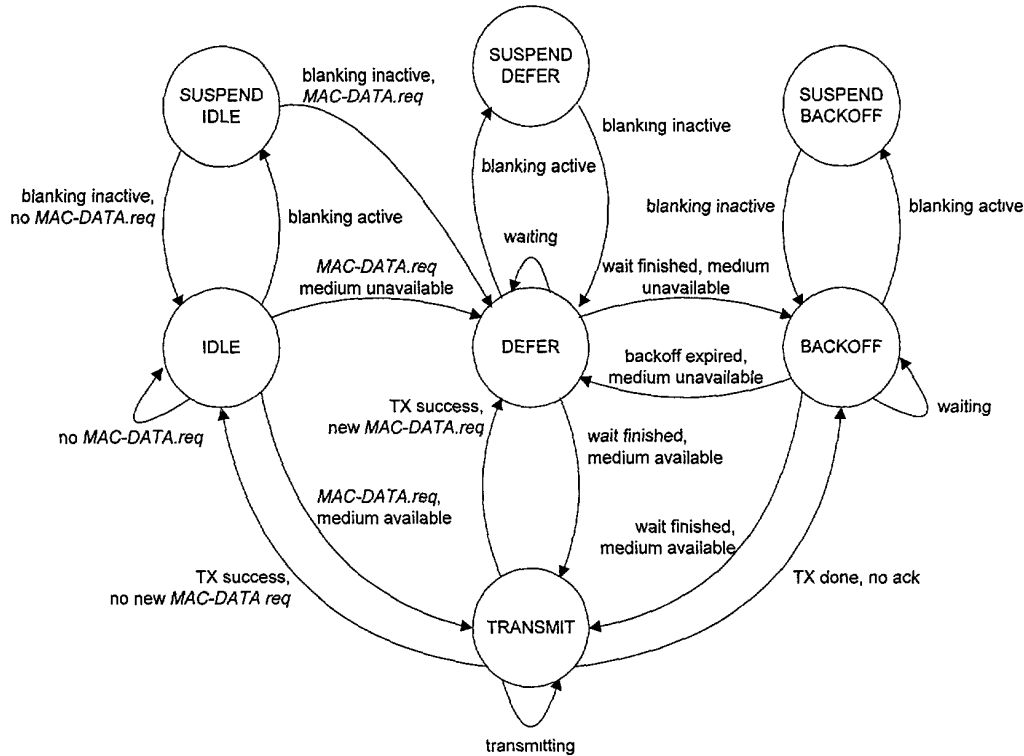 SUSPEND
IDLE
blanking inactive,
MAC-DATA.req
SUSPEND
DEFER
SUSPEND
BACKOFF
blanking inactive
blanking active
blanking inactive,
no MAC-DATA.req
blanking active
blanking inactive
blanking active
waiting
MAC-DATA.req
medium unavailable
wait finished, medium
unavailable
IDLE
DEFER
BACKOFF
backoff expired,
medium unavailable
no MAC-DATA.req
TX success,
new MAC-DATA.req
waiting
wait finished,
medium available
MAC-DATA.req,
medium available
wait finished,
medium available
TX success,
no new MAC-DATA req
TX done, no ack
TRANSMIT
transmitting